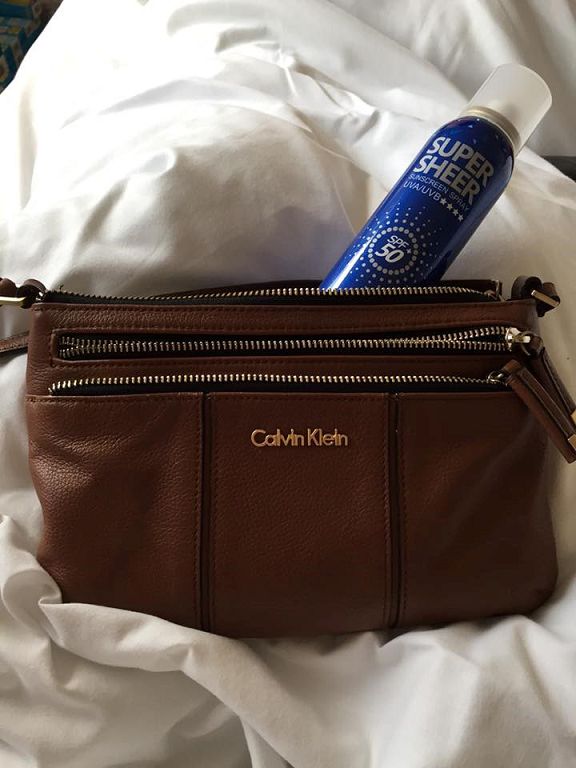 SUPER
SHEER
SUNSCREEN SPRAY
UVA/UVB★★★★
SPF
50
Calvin Klein